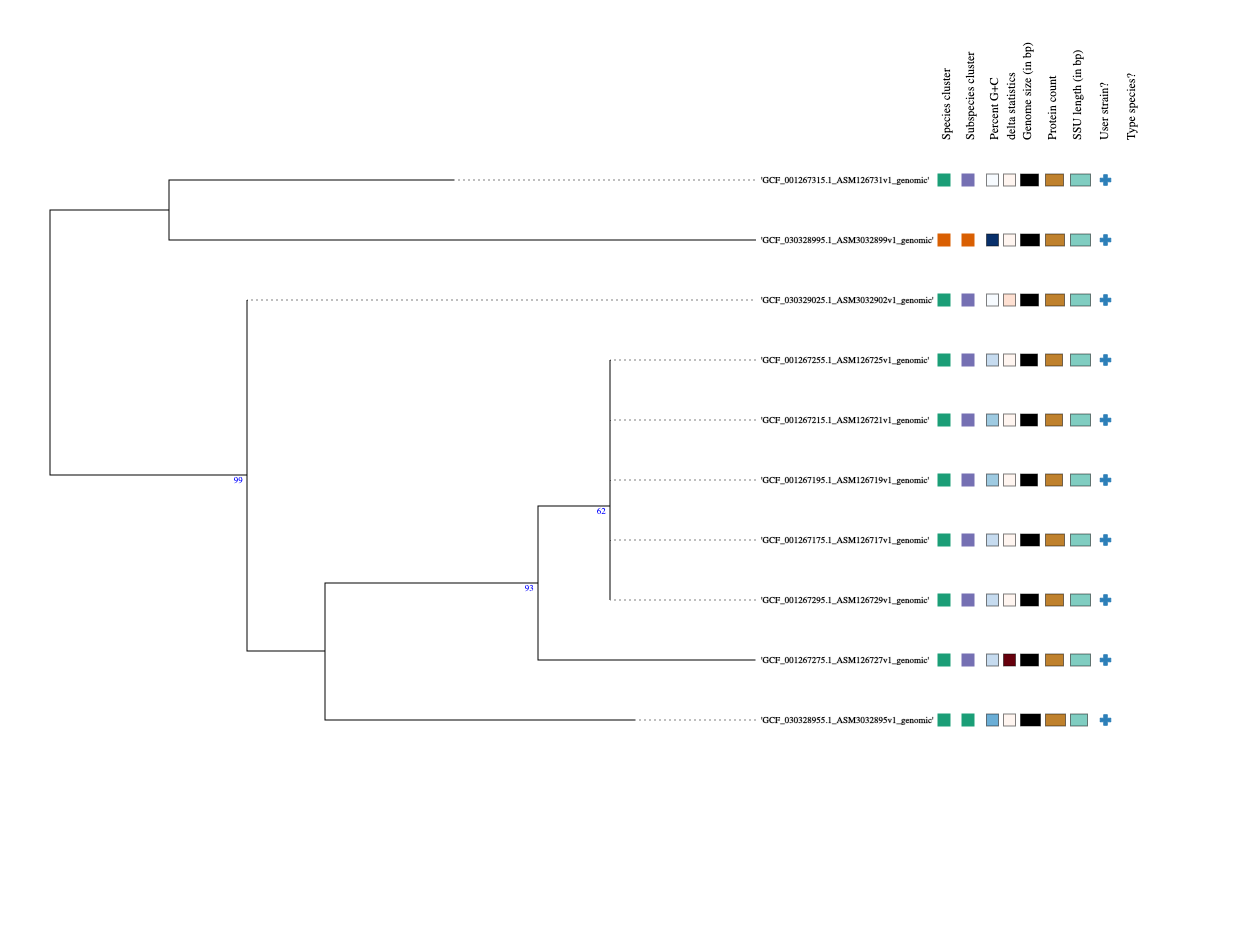 Species cluster
Subspecies cluster
Percent G+C
delta statistics
Genome size (in bp)
Protein count
SSU length (in bp)
User strain?
Type species?
'GCF_001267315.1_ASM126731v1_genomic'
'GCF_030328995.1_ASM3032899v1_genomic'
'GCF_030329025.1_ASM3032902v1_genomic'
'GCF_001267255.1_ASM126725v1_genomic'
'GCF_001267215.1_ASM126721v1_genomic'
99
'GCF_001267195.1_ASM126719v1_genomic'
62
'GCF_001267175.1_ASM126717v1_genomic'
93
'GCF_001267295.1_ASM126729v1_genomic'
'GCF_001267275.1_ASM126727v1_genomic'
'GCF_030328955.1_ASM3032895v1_genomic'